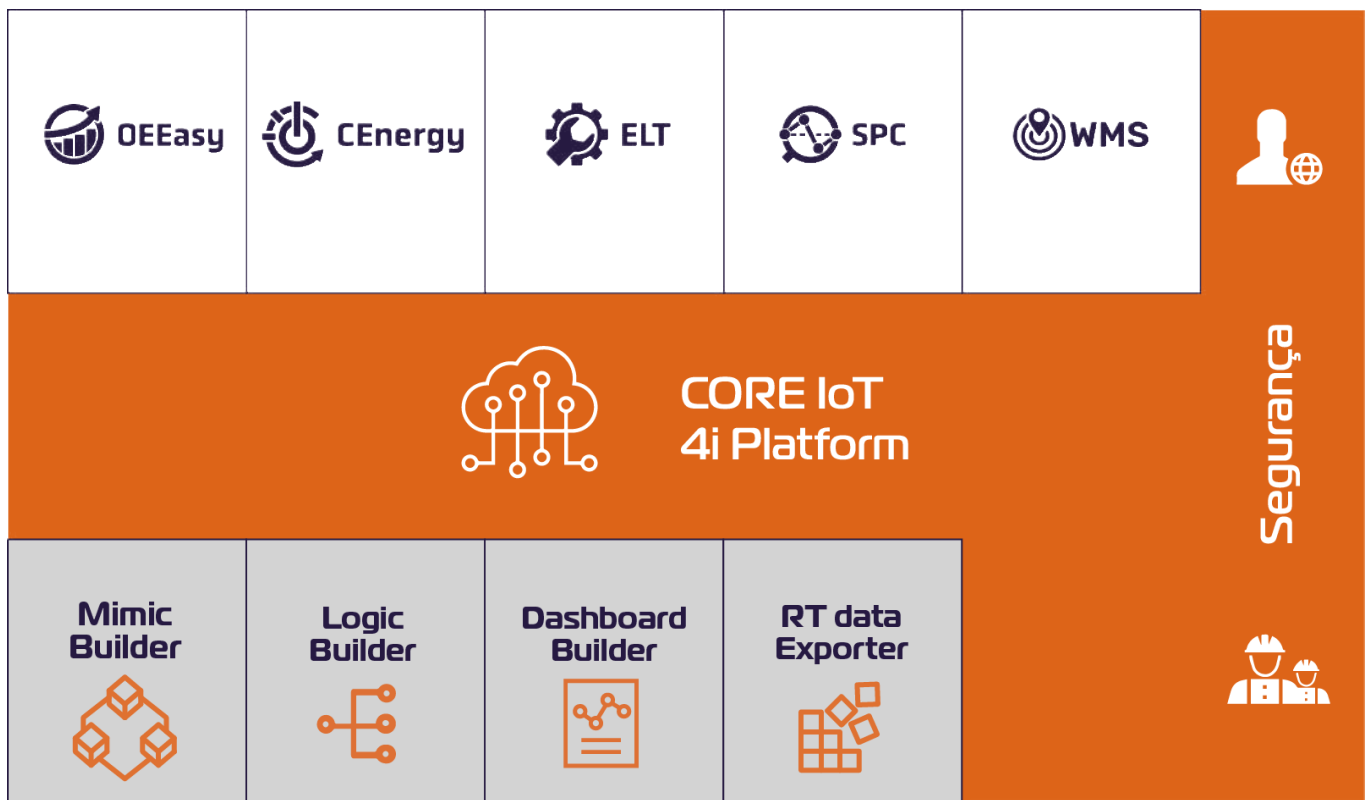 OEEasy
CEnergy
ELT
SPC
WMS
CORE IoT
4i Platform
Segurança
Mimic
Builder
Logic
Builder
Dashboard
Builder
RT data
Exporter